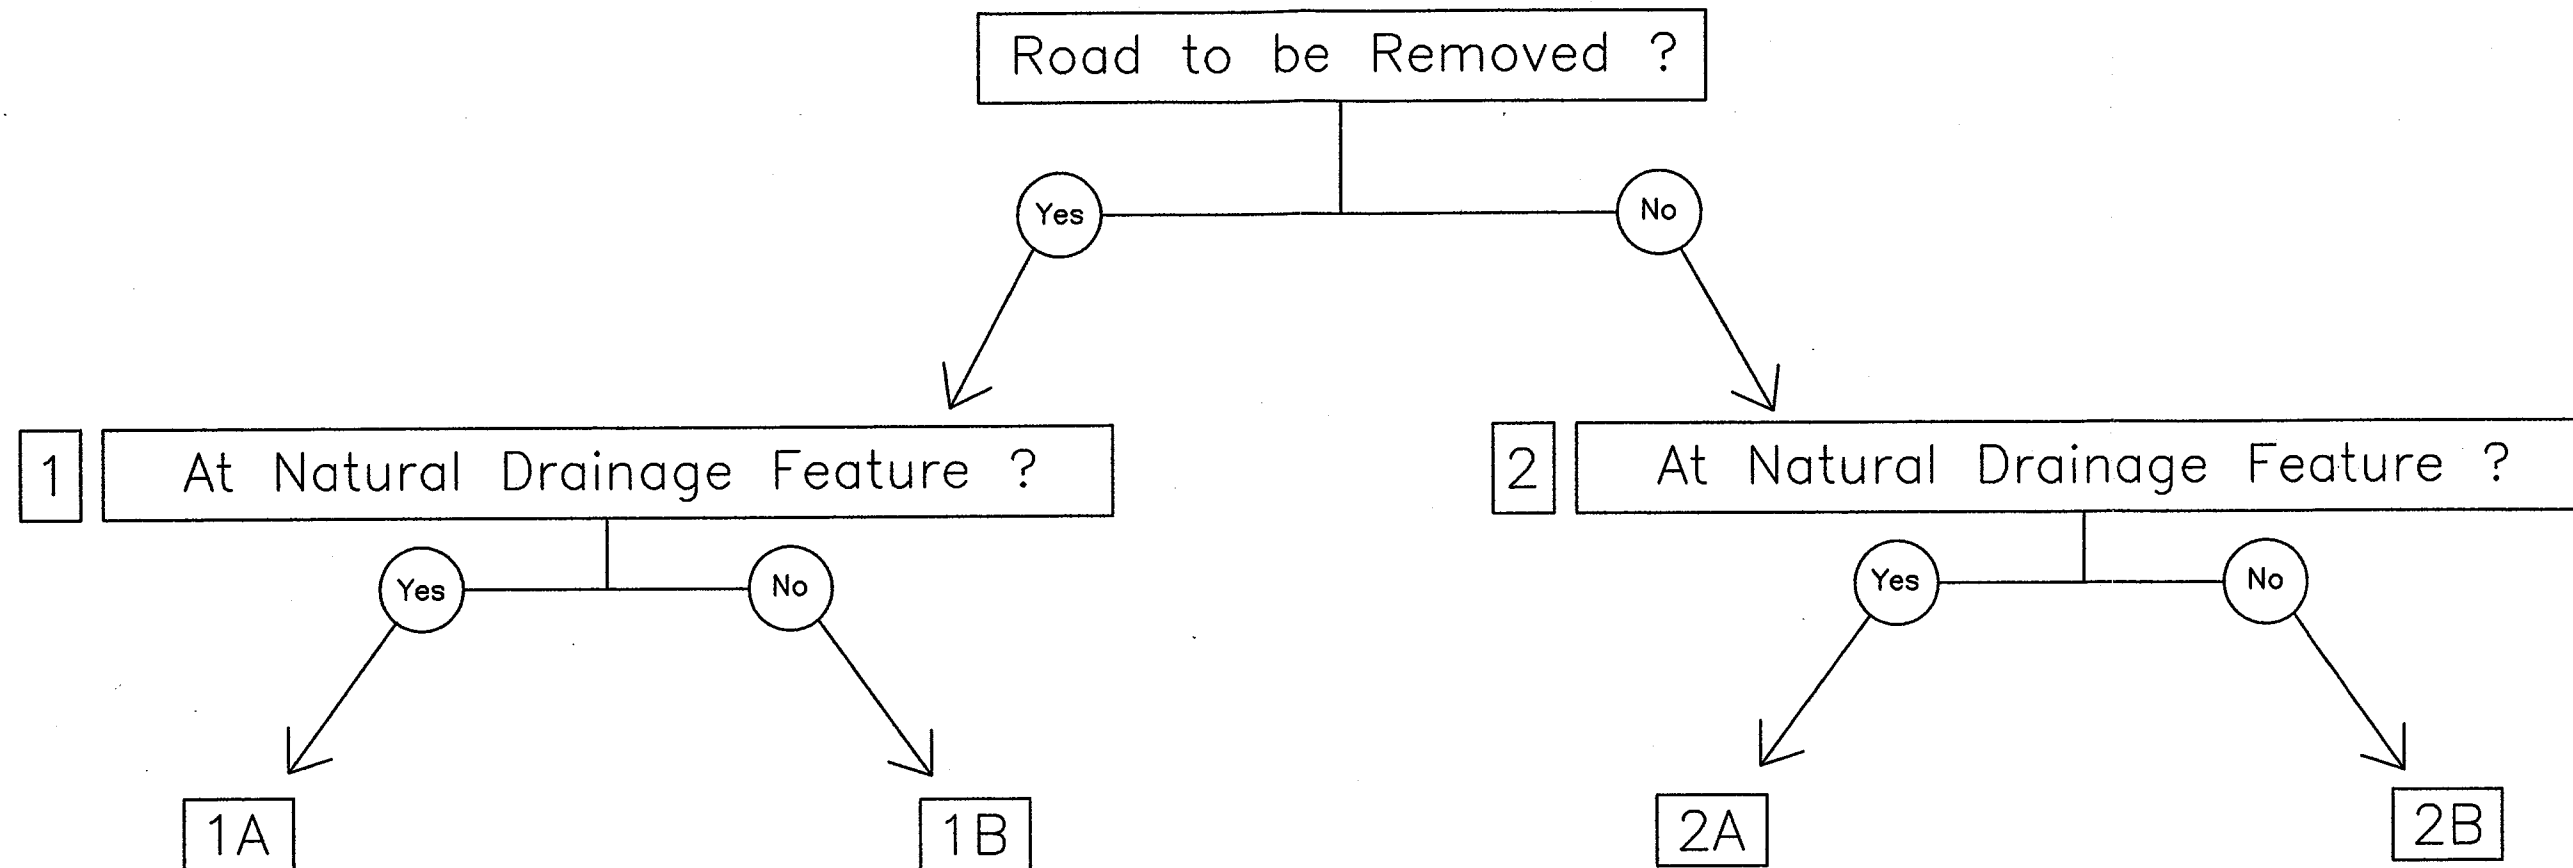 Road to be Removed ?
Yes
No
1
At Natural Drainage Feature ?
2
At Natural Drainage Feature ?
Yes
No
Yes
No
1A
1B
2A
2B